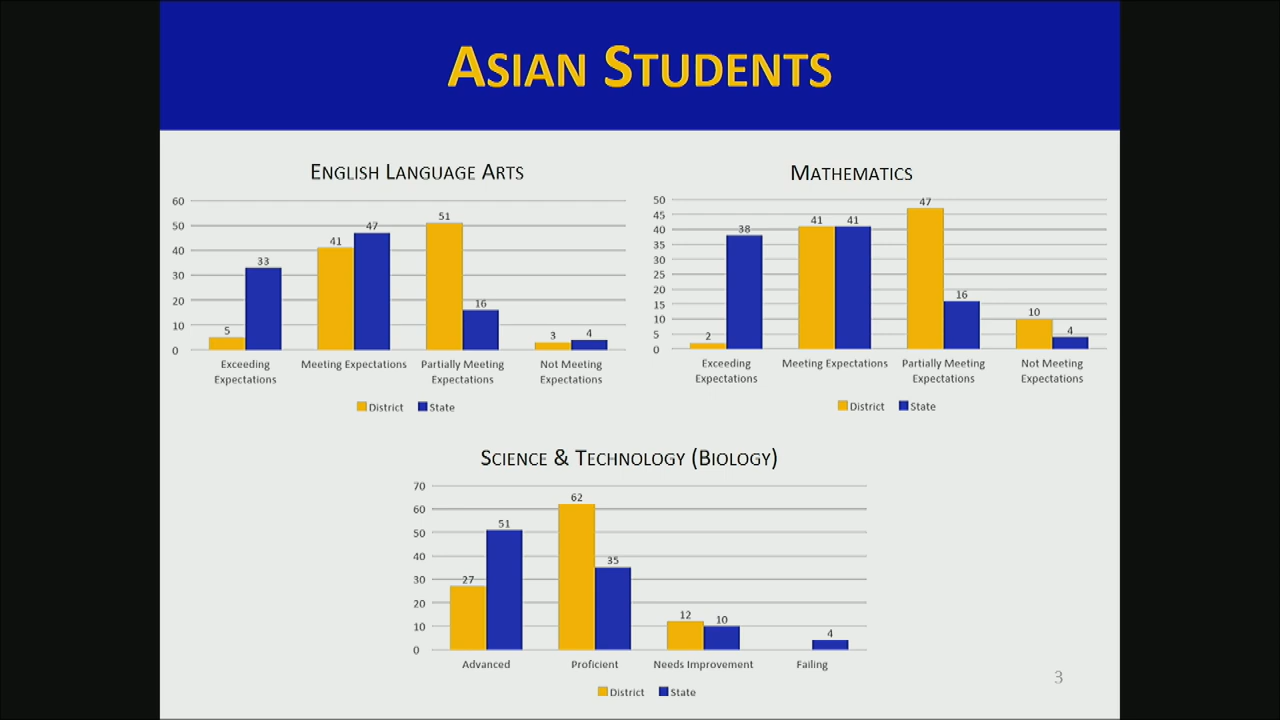 ASIAN STUDENTS
ENGLISH LANGUAGE ARTS
60
50
40
30
20
10
0
5
33
41
47
51
16
3
4
Exceeding Expectations
Meeting Expectations
Partially Meeting Expectations
Not Meeting Expectations
District State
MATHEMATICS
50
45
40
35
30
25
20
15
10
5
0
2
38
41
41
47
16
10
4
Exceeding Expectations
Meeting Expectations
Partially Meeting Expectations
Not Meeting Expectations
District State
SCIENCE & TECHNOLOGY (BIOLOGY)
70
60
50
40
30
20
10
0
27
51
62
35
12
10
4
Advanced
Proficient
Needs Improvement
Failing
District State
3